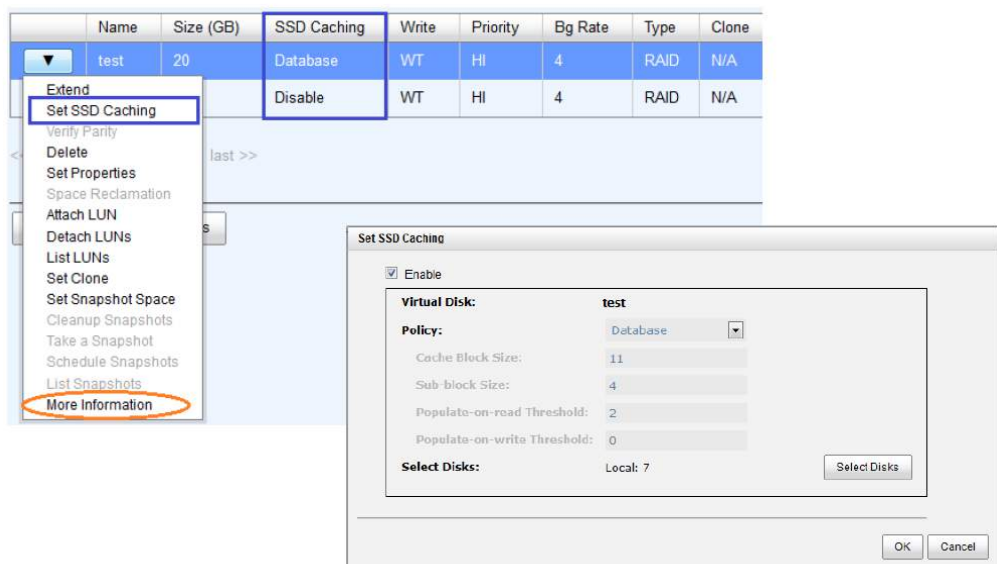 Name Size (GB) SSD Caching Write Priority Bg Rate Type Clone
▼ test 20 Database WT HI 4 RAID N/A
Disable WT HI 4 RAID N/A
Extend
Set SSD Caching
Verify Parity
Delete
Set Properties
Space Reclamation
Attach LUN
Detach LUNs
List LUNs
Set Clone
Set Snapshot Space
Cleanup Snapshots
Take a Snapshot
Schedule Snapshots
List Snapshots
More Information
last >>
Set SSD Caching
Enable
Virtual Disk: test
Policy: Database
Cache Block Size: 11
Sub-block Size: 4
Populate-on-read Threshold: 2
Populate-on-write Threshold: 0
Select Disks: Local: 7 Select Disks
OK Cancel